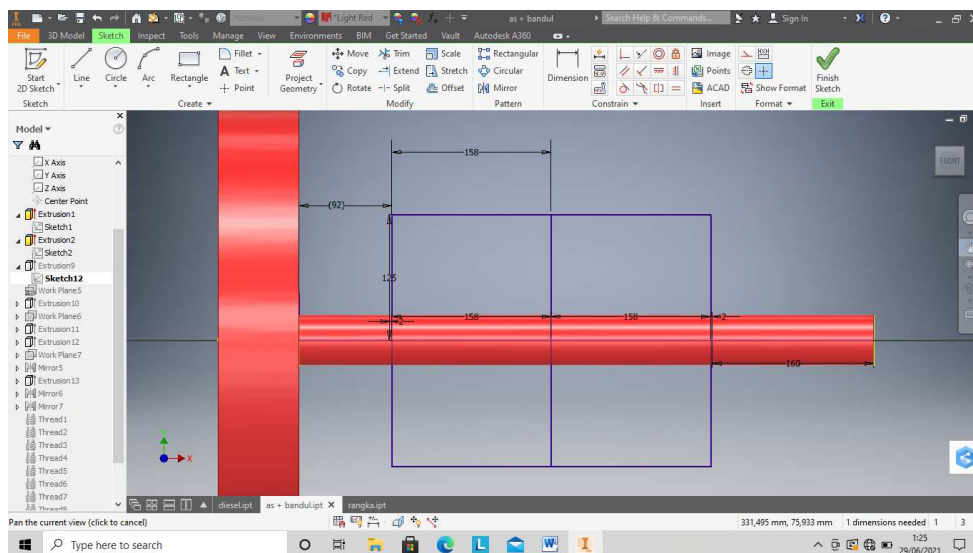 Material
*Light Red
as + bandul
Search Help & Commands...
Sign In
File 3D Model Sketch Inspect Tools Manage View Environments BIM Get Started Vault Autodesk A360
Start 2D Sketch
Line
Circle
Arc
Rectangle
Fillet
Text
Point
Project Geometry
Move Trim Scale
Copy Extend Stretch
Rotate Split Offset
Rectangular
Circular
Mirror
Dimension
Image
Points
ACAD
Show Format
Finish Sketch
Sketch Create Modify Pattern Constrain Insert Format Exit
Model
X Axis
Y Axis
Z Axis
Center Point
Extrusion1
Sketch1
Extrusion2
Sketch2
Extrusion9
Sketch12
Work Plane5
Extrusion10
Work Plane6
Extrusion11
Extrusion12
Work Plane7
Mirror5
Extrusion13
Mirror6
Mirror7
Thread1
Thread2
Thread3
Thread4
Thread5
Thread6
Thread7
Thread8
FRONT
158
(92)
125
2
158
158
2
160
Y
X
diesel.ipt as + bandul.ipt X rangka.ipt
Pan the current view (click to cancel)
331,495 mm, 75,933 mm 1 dimensions needed 1 3
Type here to search
1:25
29/06/2021